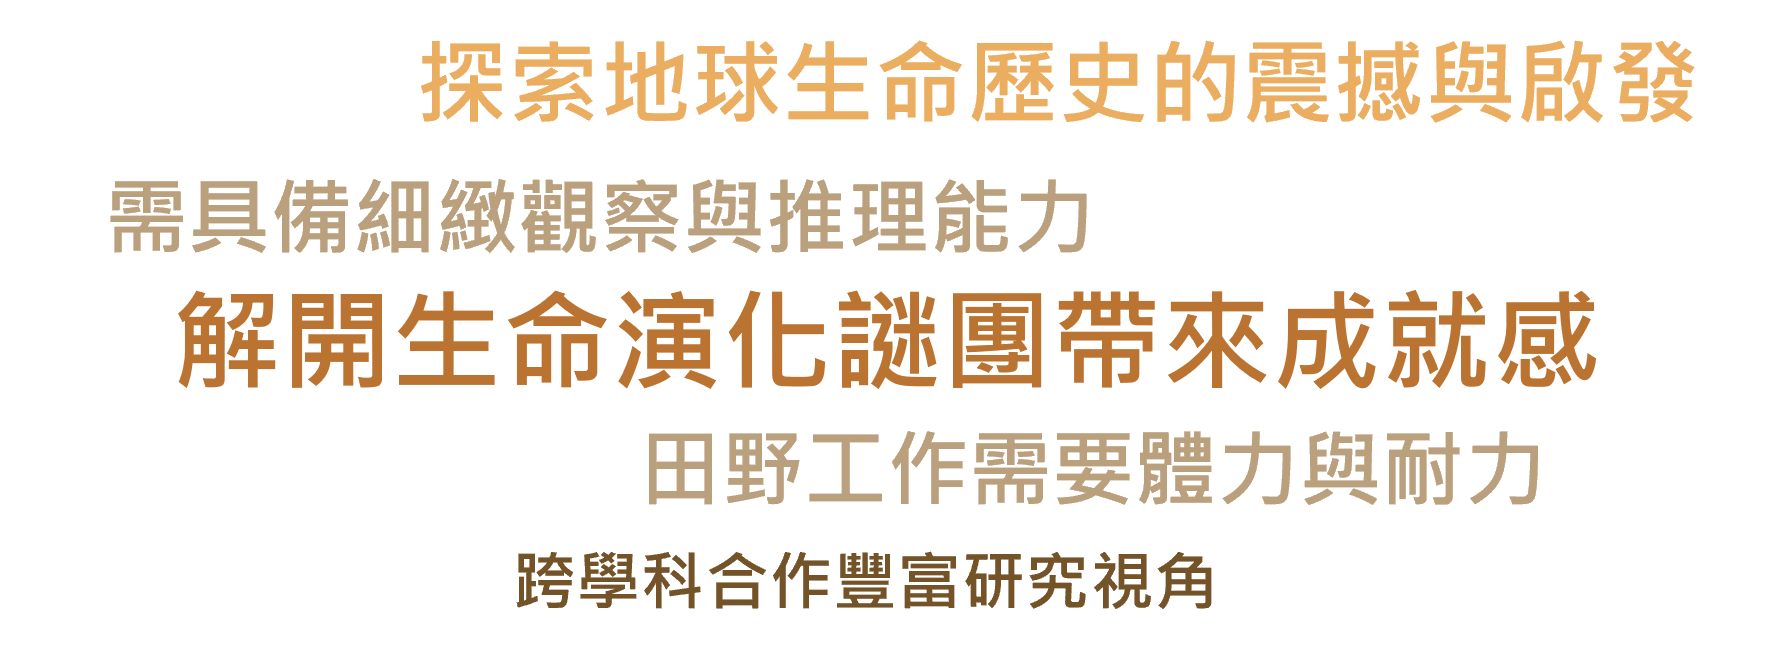 探索地球生命歷史的震撼與啟發
需具備細緻觀察與推理能力
解開生命演化謎團帶來成就感
田野工作需要體力與耐力
跨學科合作豐富研究視角